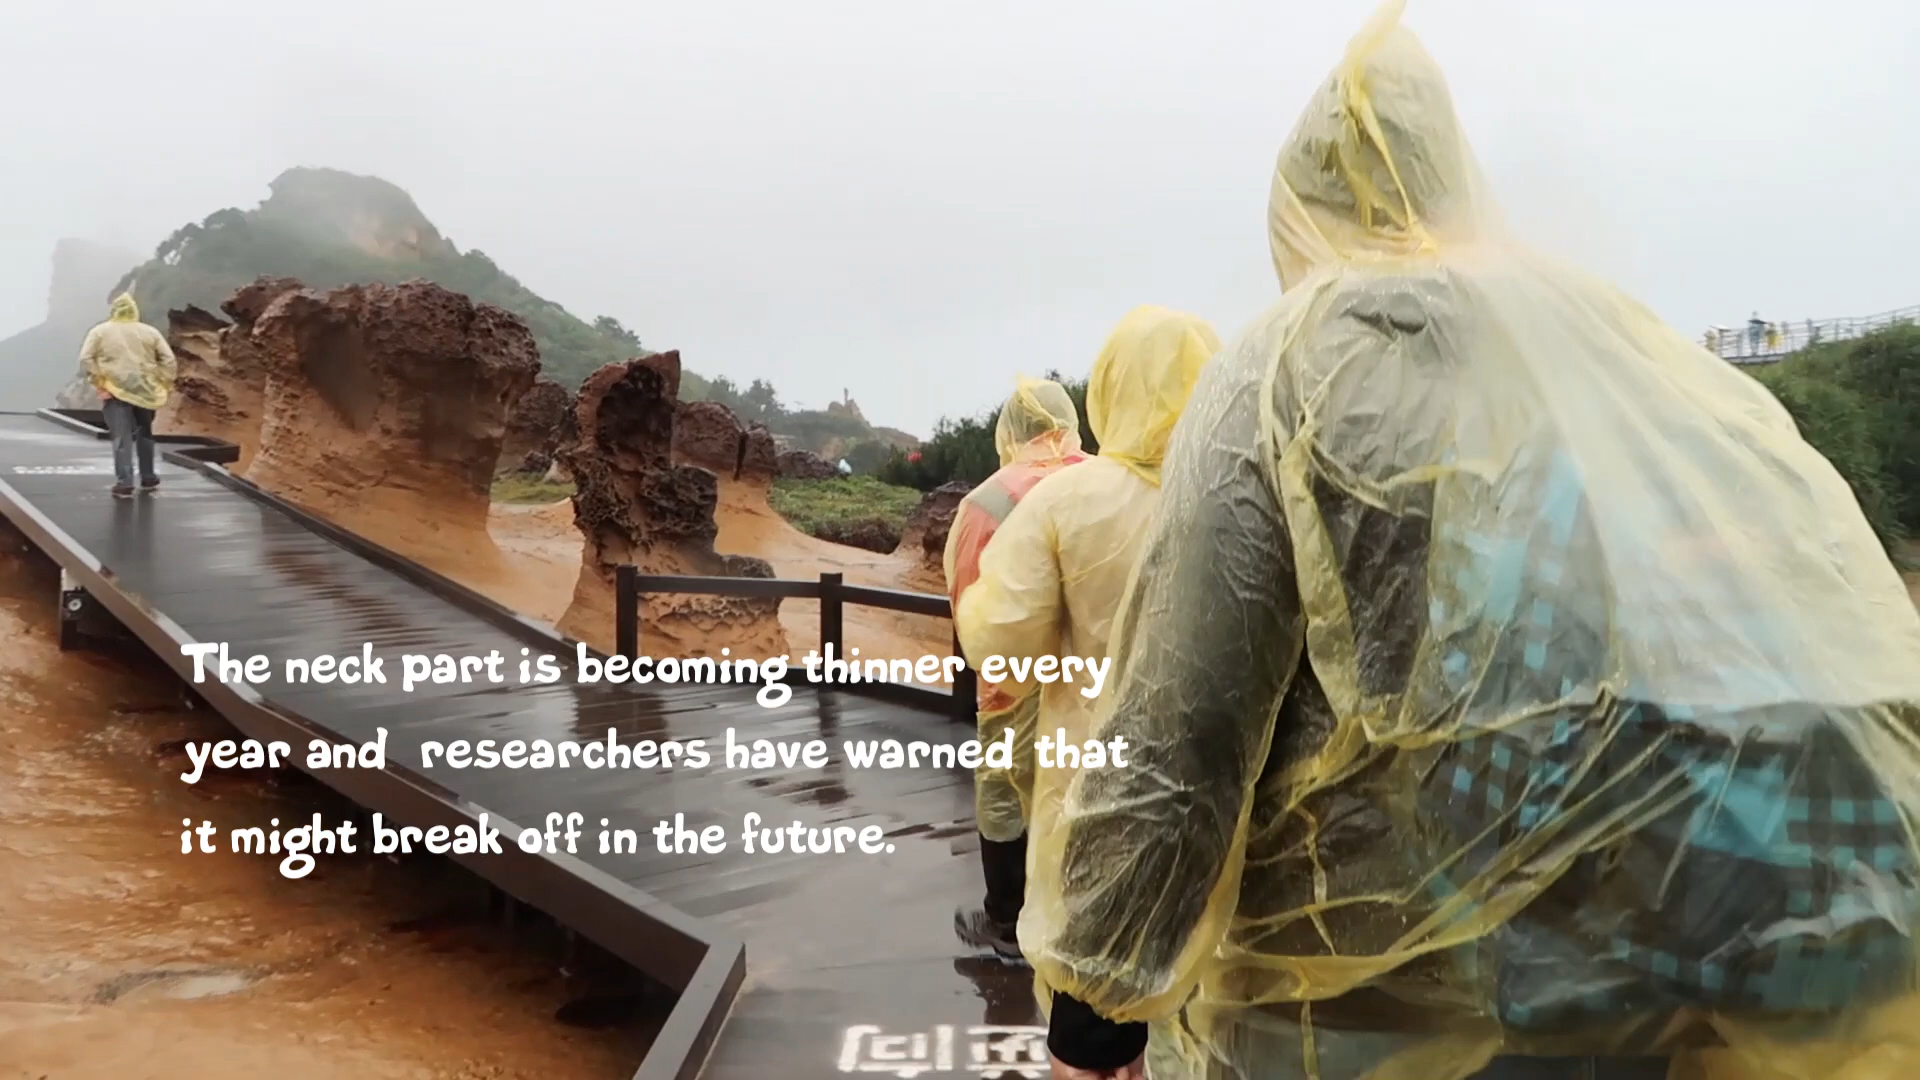 The neck part is becoming thinner every
year and researchers have warned that
it might break off in the future.